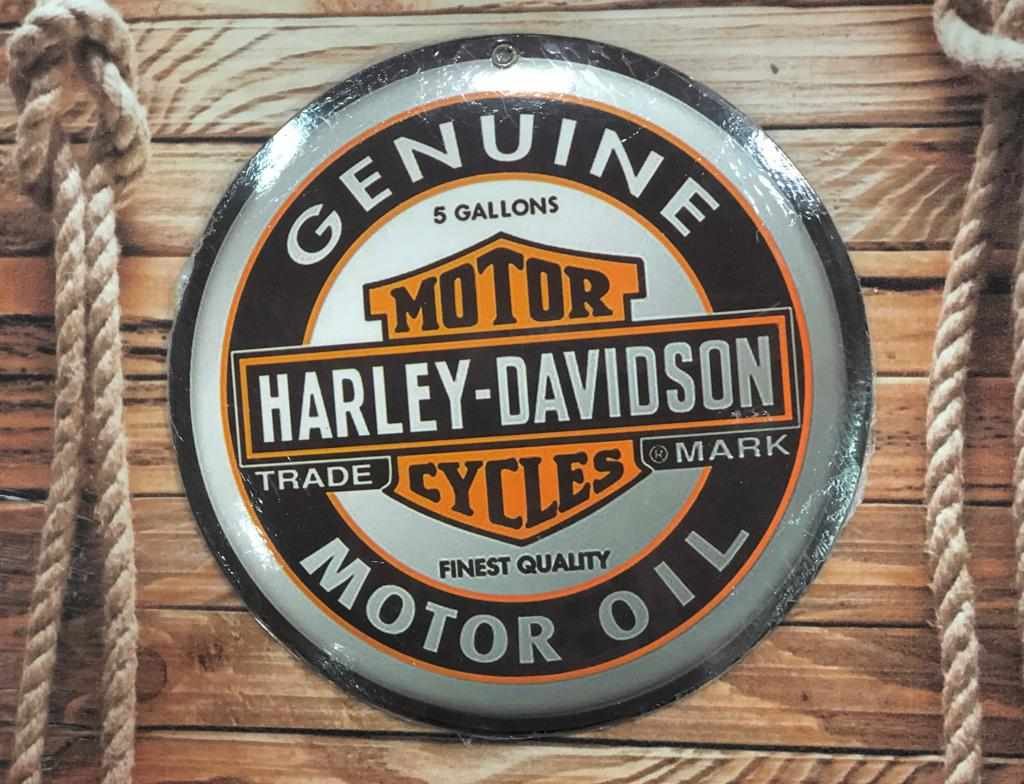 GENUINE
5 GALLONS
MOTOR
HARLEY-DAVIDSON
TRADE ® MARK
CYCLES
FINEST QUALITY
MOTOR OIL